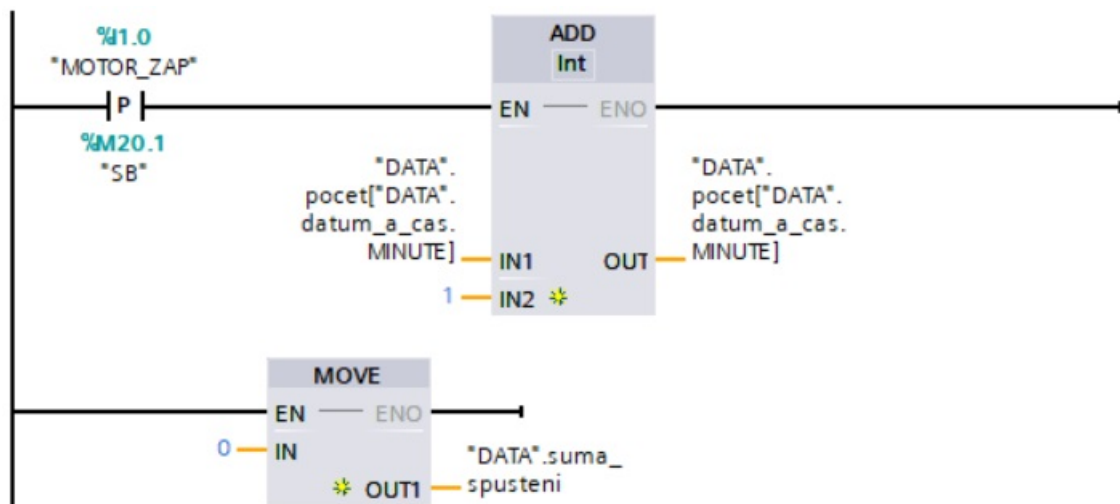 %I1.0
"MOTOR_ZAP"
P
%M20.1
"SB"
ADD
Int
EN
ENO
"DATA".
pocet["DATA".
datum_a_cas.
MINUTE]
IN1
1
IN2
OUT
"DATA".
pocet["DATA".
datum_a_cas.
MINUTE]
MOVE
EN
ENO
0
IN
OUT1
"DATA".suma_
spusteni